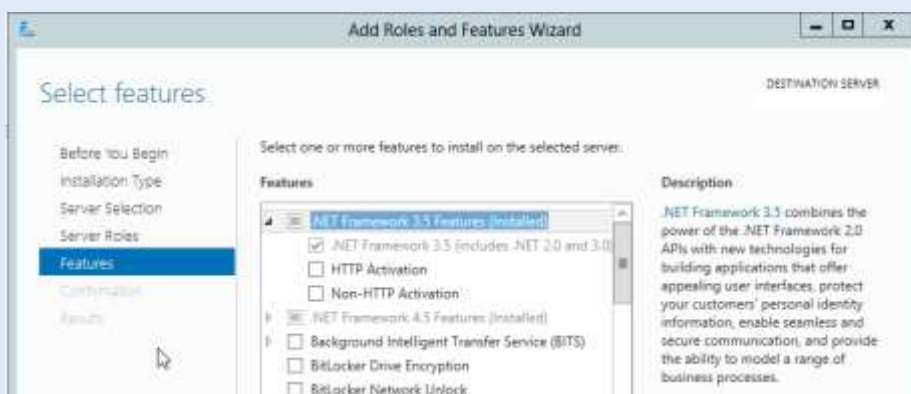 Add Roles and Features Wizard
Select features
DESTINATION SERVER
Before You Begin
Installation Type
Server Selection
Server Roles
Features
Confirmation
Results
Select one or more features to install on the selected server.
Features
.NET Framework 3.5 Features (Installed)
.NET Framework 3.5 (includes .NET 2.0 and 3.0)
HTTP Activation
Non-HTTP Activation
.NET Framework 4.5 Features (Installed)
Background Intelligent Transfer Service (BITS)
BitLocker Drive Encryption
BitLocker Network Unlock
Description
.NET Framework 3.5 combines the
power of the .NET Framework 2.0
APIs with new technologies for
building applications that offer
appealing user interfaces, protect
your customers' personal identity
information, enable seamless and
secure communication, and provide
the ability to model a range of
business processes.